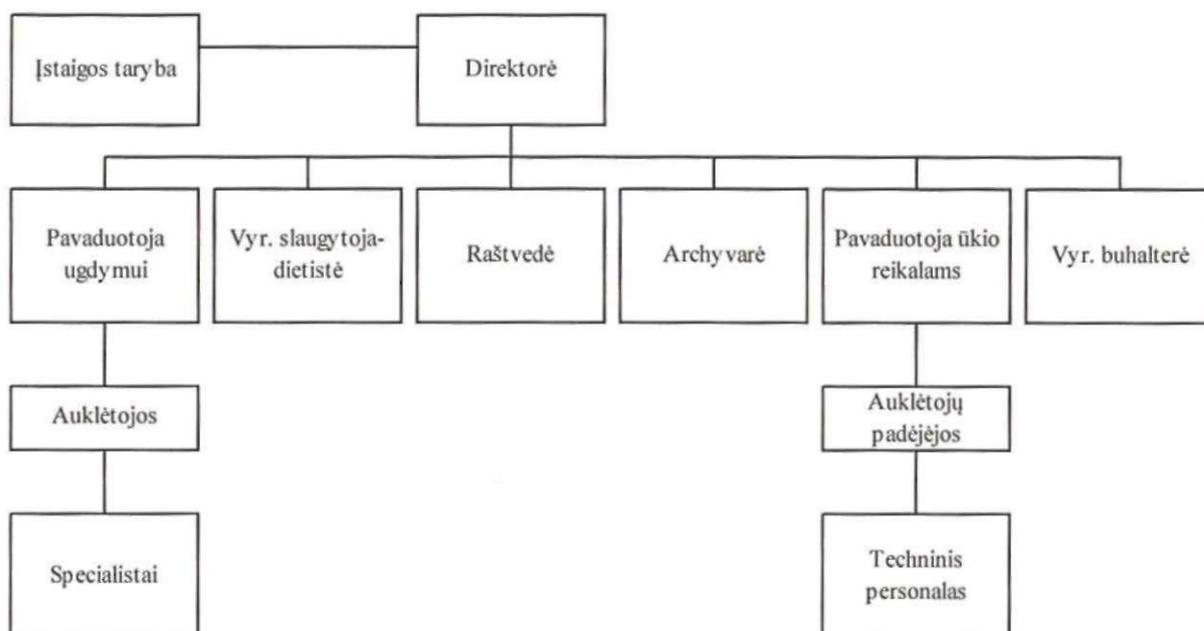 Įstaigos taryba
Direktorė
Pavaduotoja
ugdymui
Vyr. slaugytoja-
dietistė
Raštvedė
Archyvarė
Pavaduotoja ūkio
reikalams
Vyr. buhalterė
Auklėtojos
Auklėtojų
padėjėjos
Specialistai
Techninis
personalas